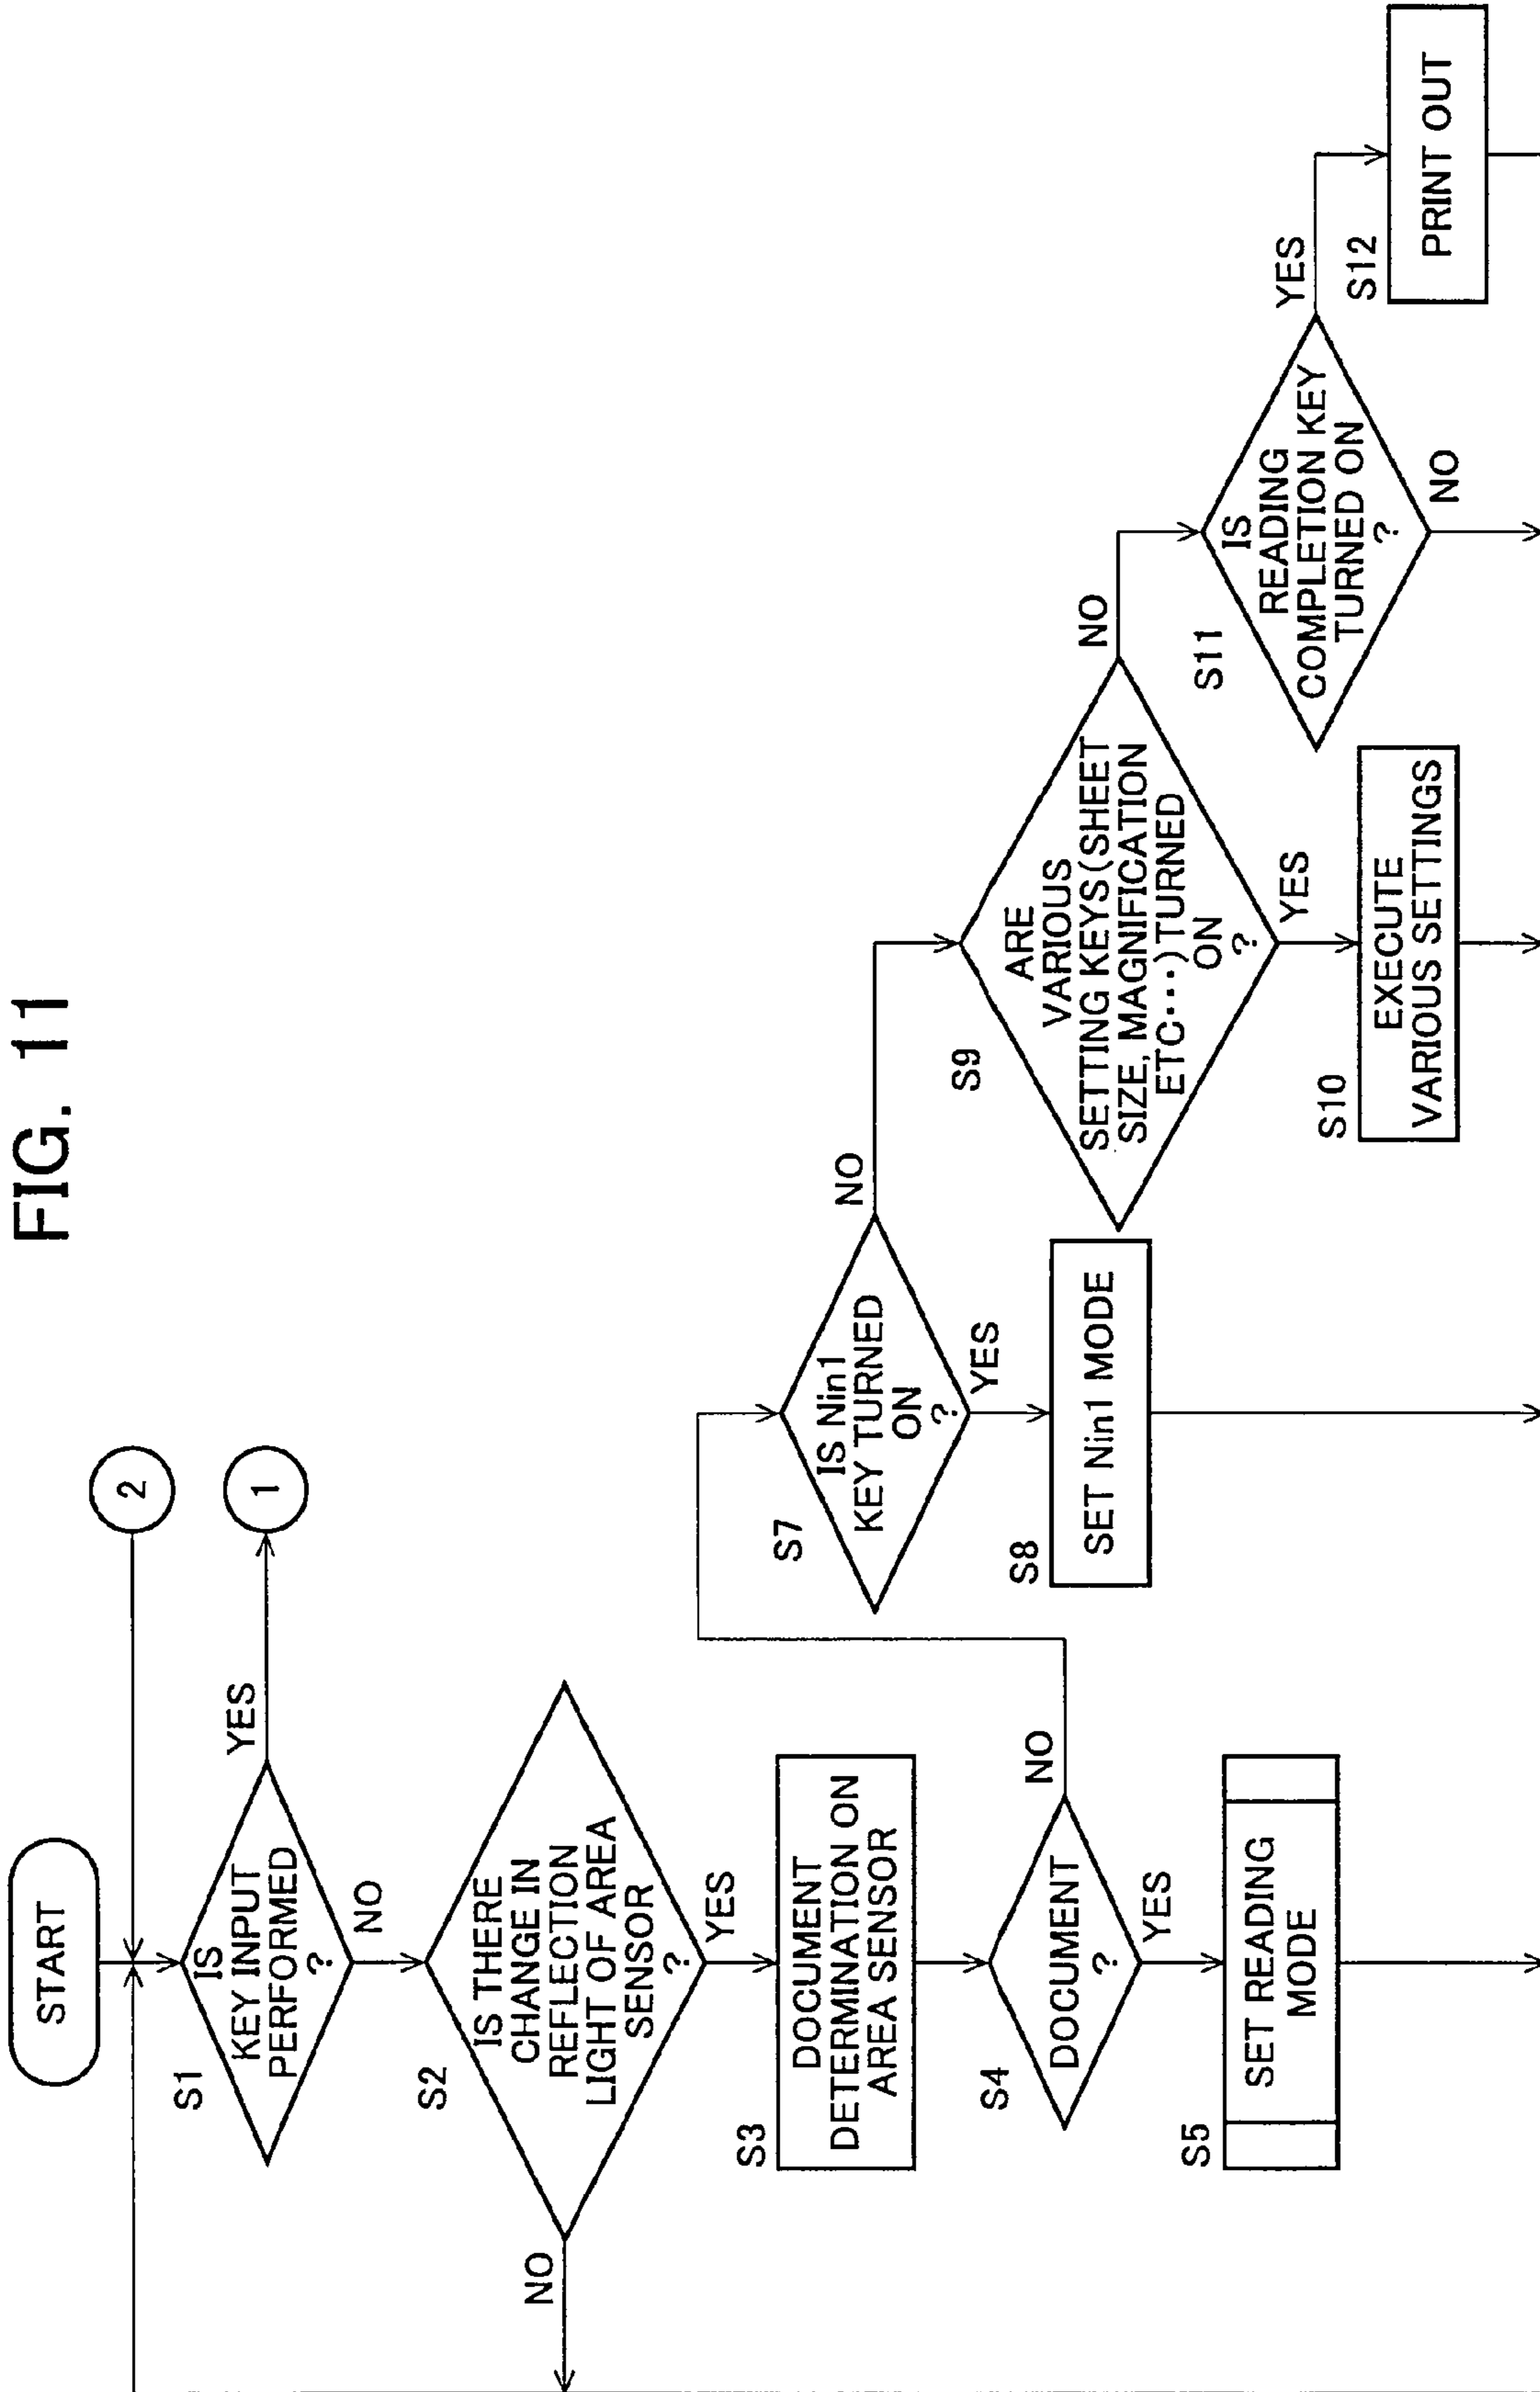 FIG. 11
START
2
S1
IS
KEY INPUT
PERFORMED
?
YES
1
NO
S2
IS THERE
CHANGE IN
REFLECTION
LIGHT OF AREA
SENSOR
?
NO
YES
S3
DOCUMENT
DETERMINATION ON
AREA SENSOR
S4
DOCUMENT
?
NO
YES
S5
SET READING
MODE
S7
IS Nin1
KEY TURNED
ON
?
NO
YES
S8
SET Nin1 MODE
S9
ARE
VARIOUS
SETTING KEYS(SHEET
SIZE, MAGNIFICATION
ETC···)TURNED
ON
?
NO
YES
S10
EXECUTE
VARIOUS SETTINGS
S11
IS
READING
COMPLETION KEY
TURNED ON
?
YES
NO
S12
PRINT OUT